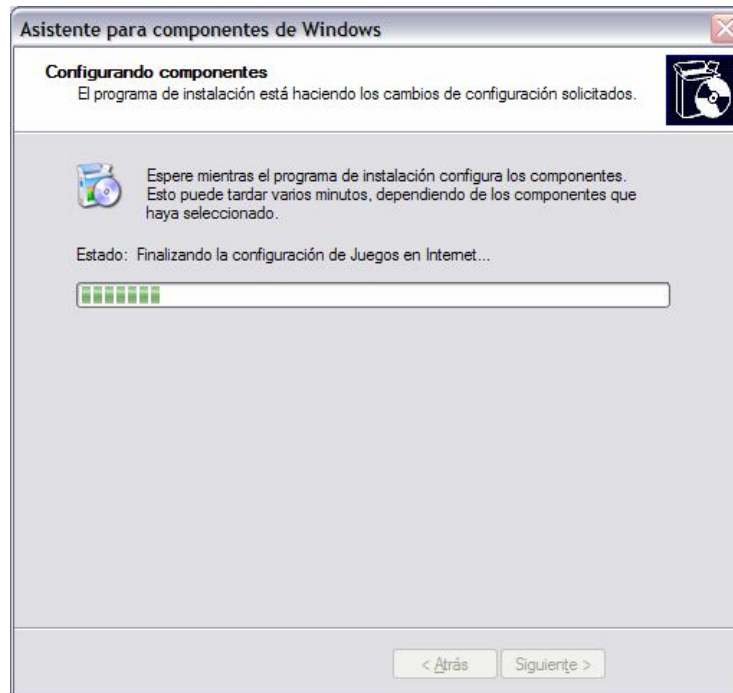 Asistente para componentes de Windows
Configurando componentes
El programa de instalación está haciendo los cambios de configuración solicitados.
Espere mientras el programa de instalación configura los componentes.
Esto puede tardar varios minutos, dependiendo de los componentes que
haya seleccionado.
Estado: Finalizando la configuración de Juegos en Internet...
< Atrás Siguiente >